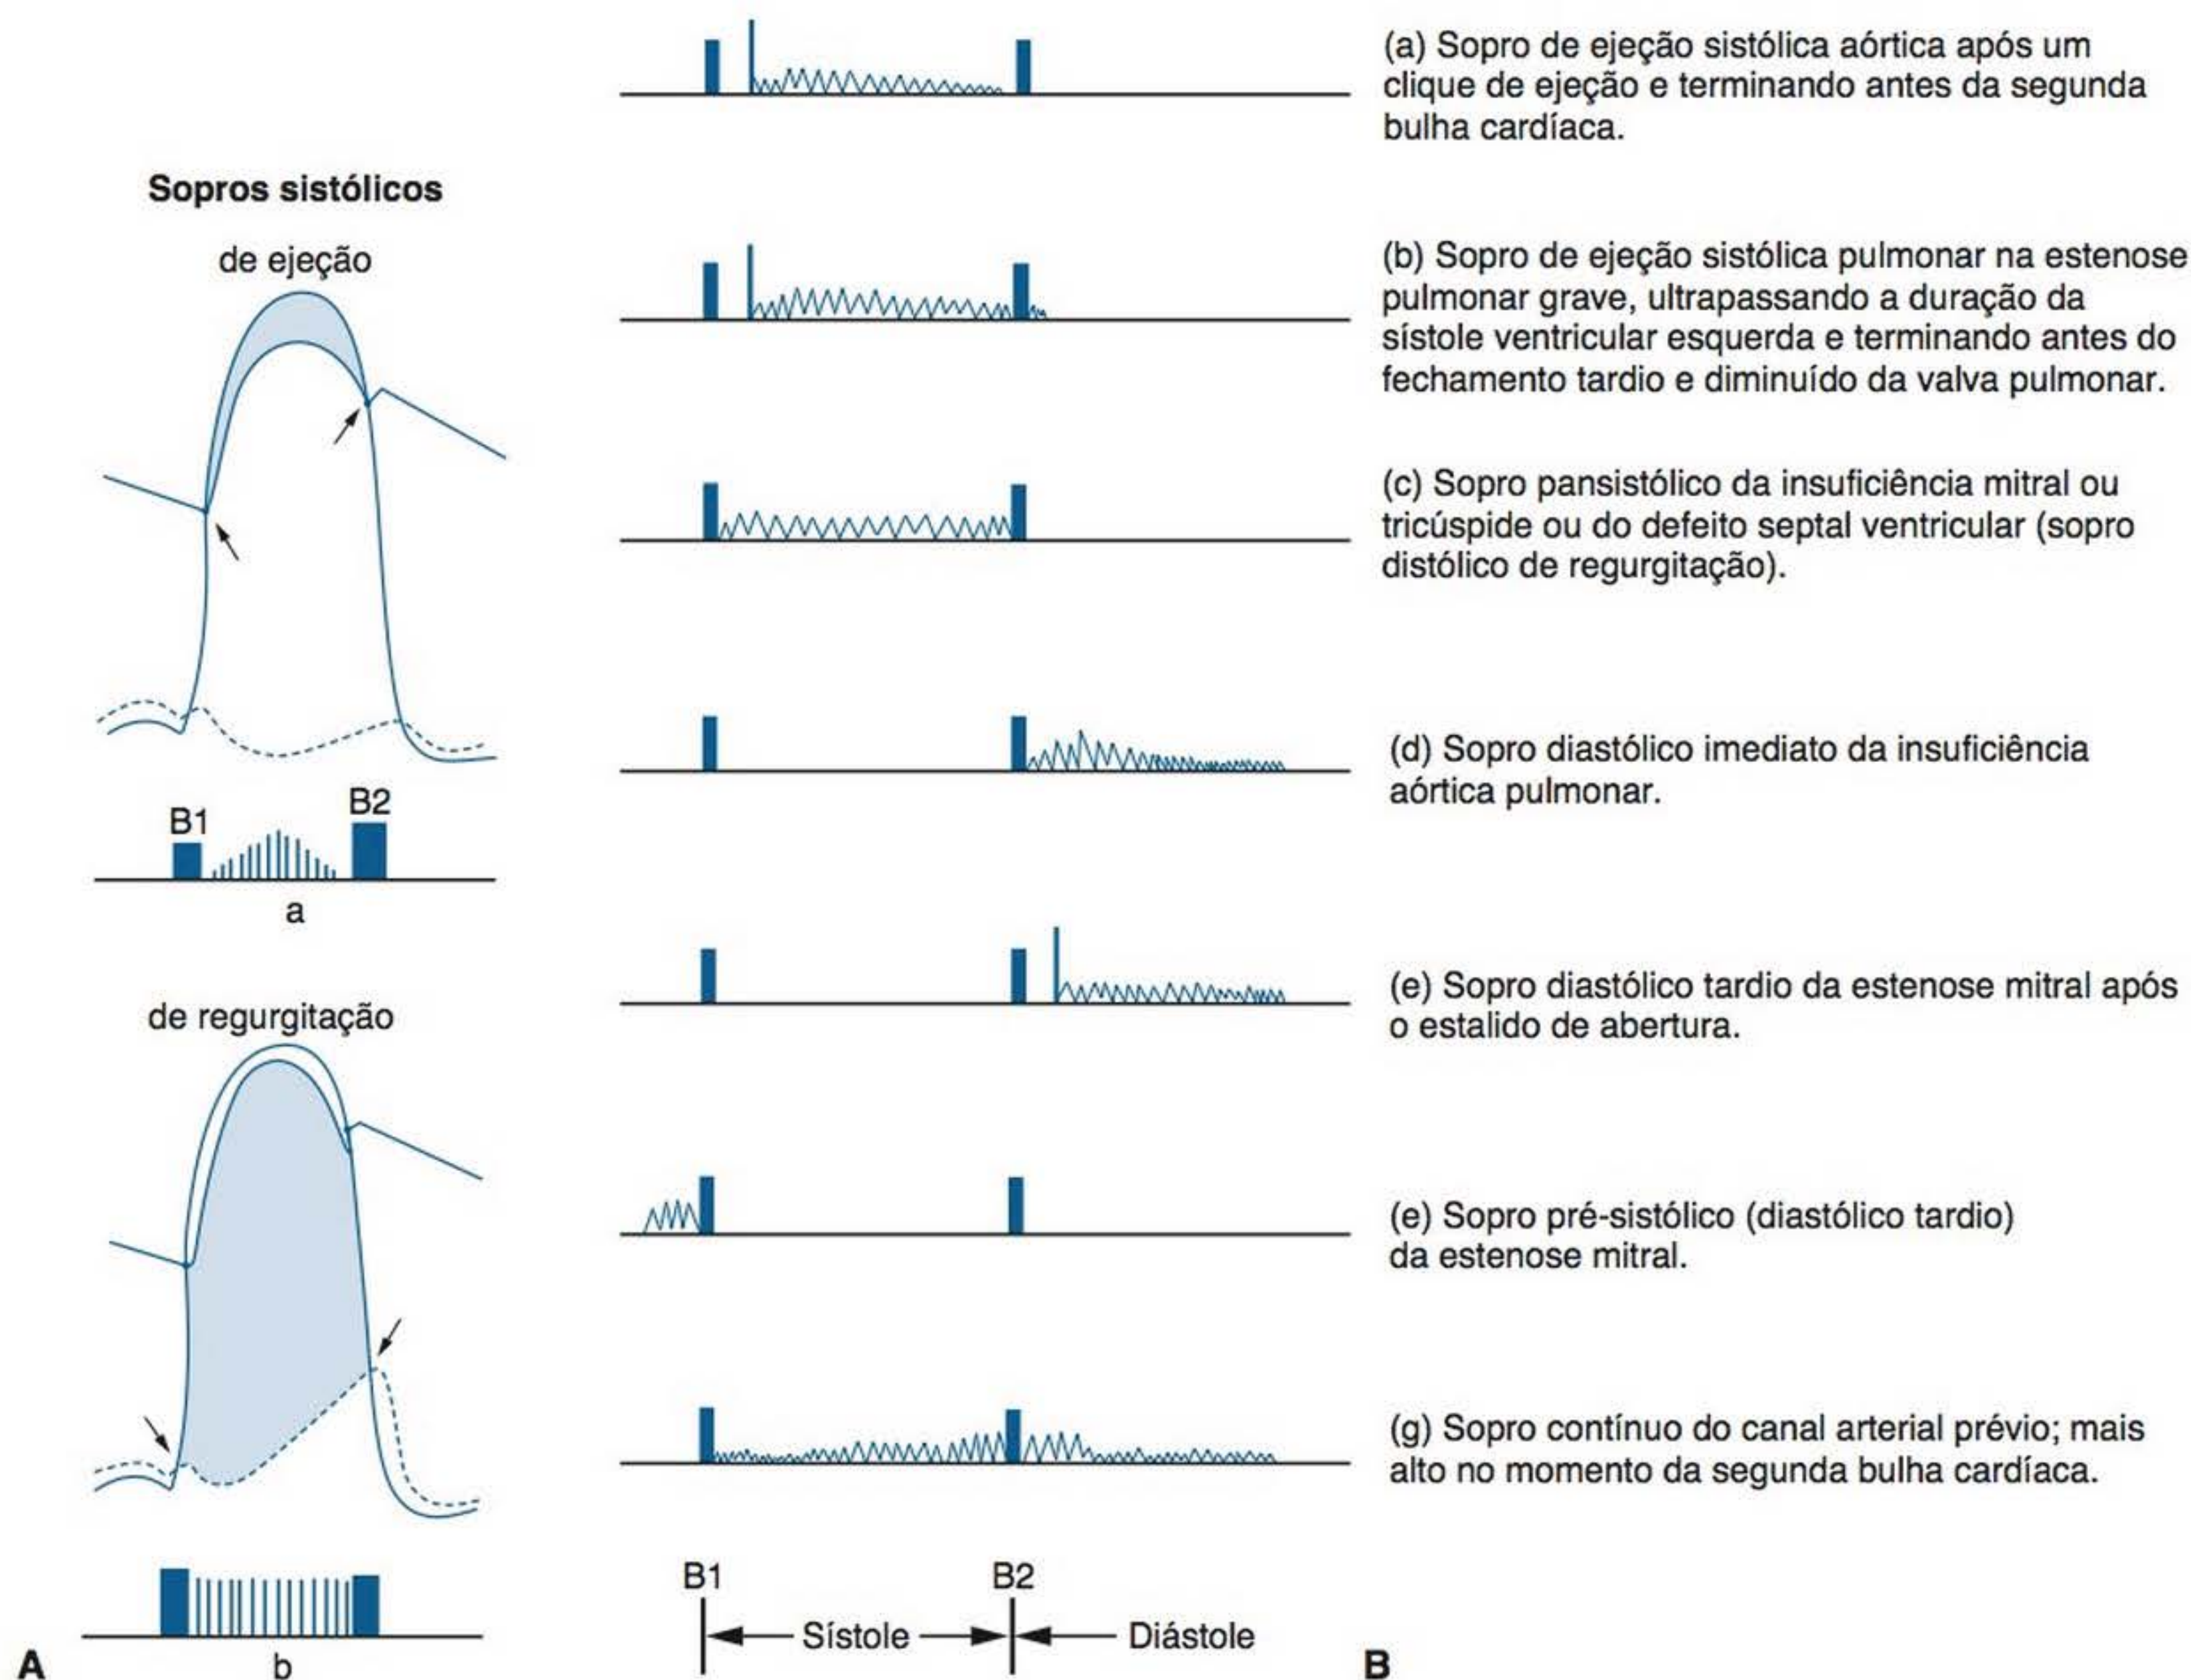 Sopros sistólicos
de ejeção
B1
B2
a
de regurgitação
b
A
(a) Sopro de ejeção sistólica aórtica após um
clique de ejeção e terminando antes da segunda
bulha cardíaca.
(b) Sopro de ejeção sistólica pulmonar na estenose
pulmonar grave, ultrapassando a duração da
sístole ventricular esquerda e terminando antes do
fechamento tardio e diminuído da valva pulmonar.
(c) Sopro pansistólico da insuficiência mitral ou
tricúspide ou do defeito septal ventricular (sopro
distólico de regurgitação).
(d) Sopro diastólico imediato da insuficiência
aórtica pulmonar.
(e) Sopro diastólico tardio da estenose mitral após
o estalido de abertura.
(e) Sopro pré-sistólico (diastólico tardio)
da estenose mitral.
(g) Sopro contínuo do canal arterial prévio; mais
alto no momento da segunda bulha cardíaca.
B1
B2
Sístole
Diástole
B